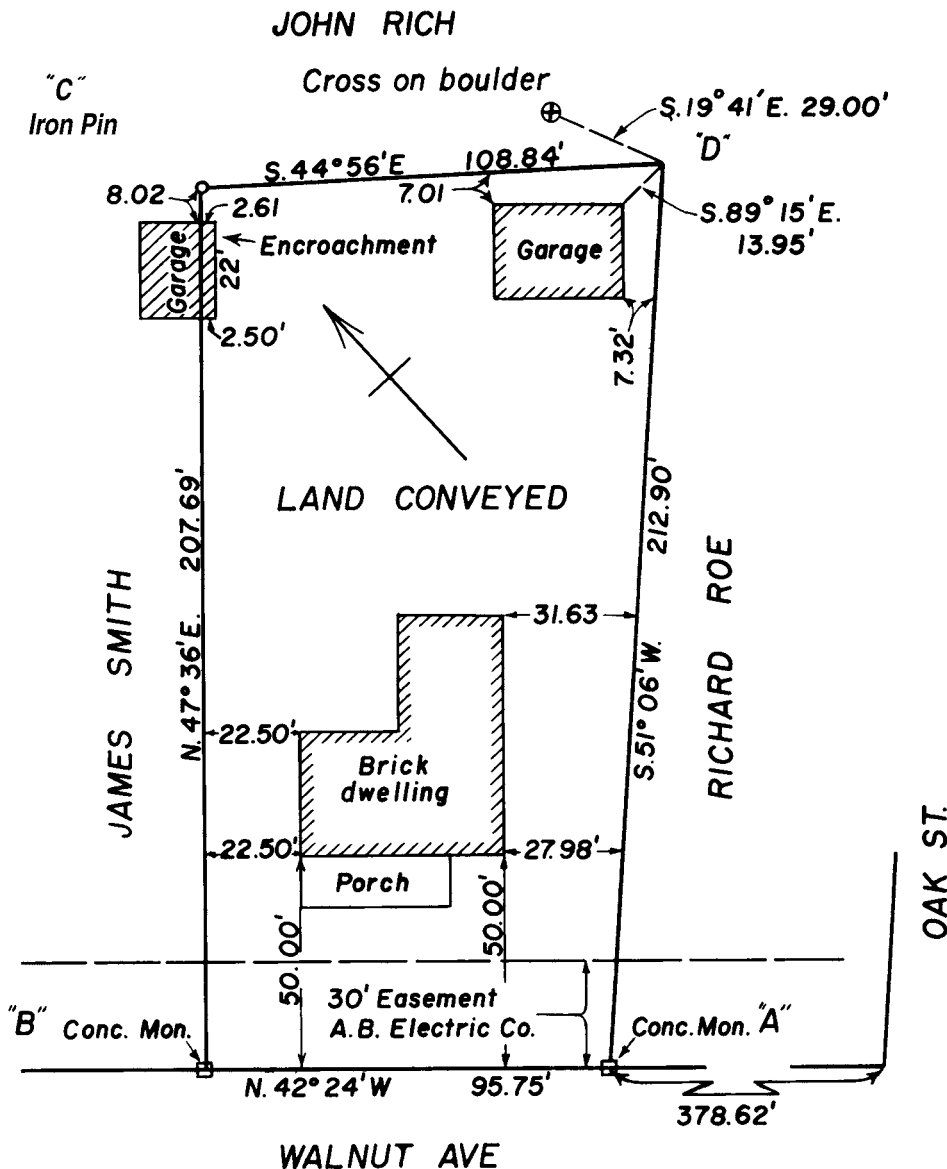 JOHN RICH
"C"
Iron Pin
Cross on boulder
S.19° 41' E. 29.00'
"D"
S.44°56'E 108.84'
8.02
2.61
7.01
S.89° 15' E.
13.95'
Encroachment
Garage
22'
Garage
2.50'
7.32'
LAND CONVEYED
207.69'
212.90'
JAMES SMITH
N. 47° 36' E.
31.63
S.51° 06' W.
RICHARD ROE
22.50'
Brick
dwelling
22.50'
27.98'
Porch
OAK ST.
50.00'
50.00'
30' Easement
A.B. Electric Co.
"B" Conc. Mon.
Conc. Mon. "A"
N. 42° 24' W 95.75'
378.62'
WALNUT AVE